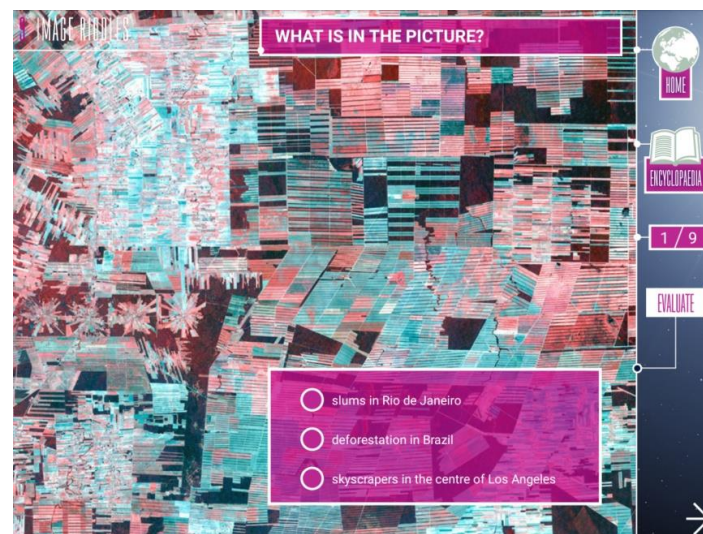 IMAGE RIDDLES
WHAT IS IN THE PICTURE?
HOME
ENCYCLOPAEDIA
1 / 9
EVALUATE
slums in Rio de Janeiro
deforestation in Brazil
skyscrapers in the centre of Los Angeles